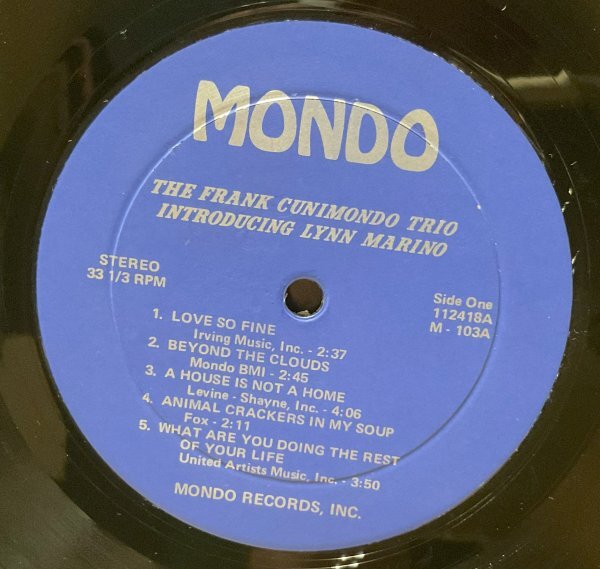 MONDO
THE FRANK CUNIMONDO TRIO
INTRODUCING LYNN MARINO
STEREO
33 1/3 RPM
Side One
112418A
M - 103A
1. LOVE SO FINE
Irving Music, Inc. - 2:37
2. BEYOND THE CLOUDS
Mondo BMI - 2:45
3. A HOUSE IS NOT A HOME
Levine - Shayne, Inc. - 4:06
4. ANIMAL CRACKERS IN MY SOUP
Fox - 2:11
5. WHAT ARE YOU DOING THE REST
OF YOUR LIFE
United Artists Music, Inc. - 3:50
MONDO RECORDS, INC.